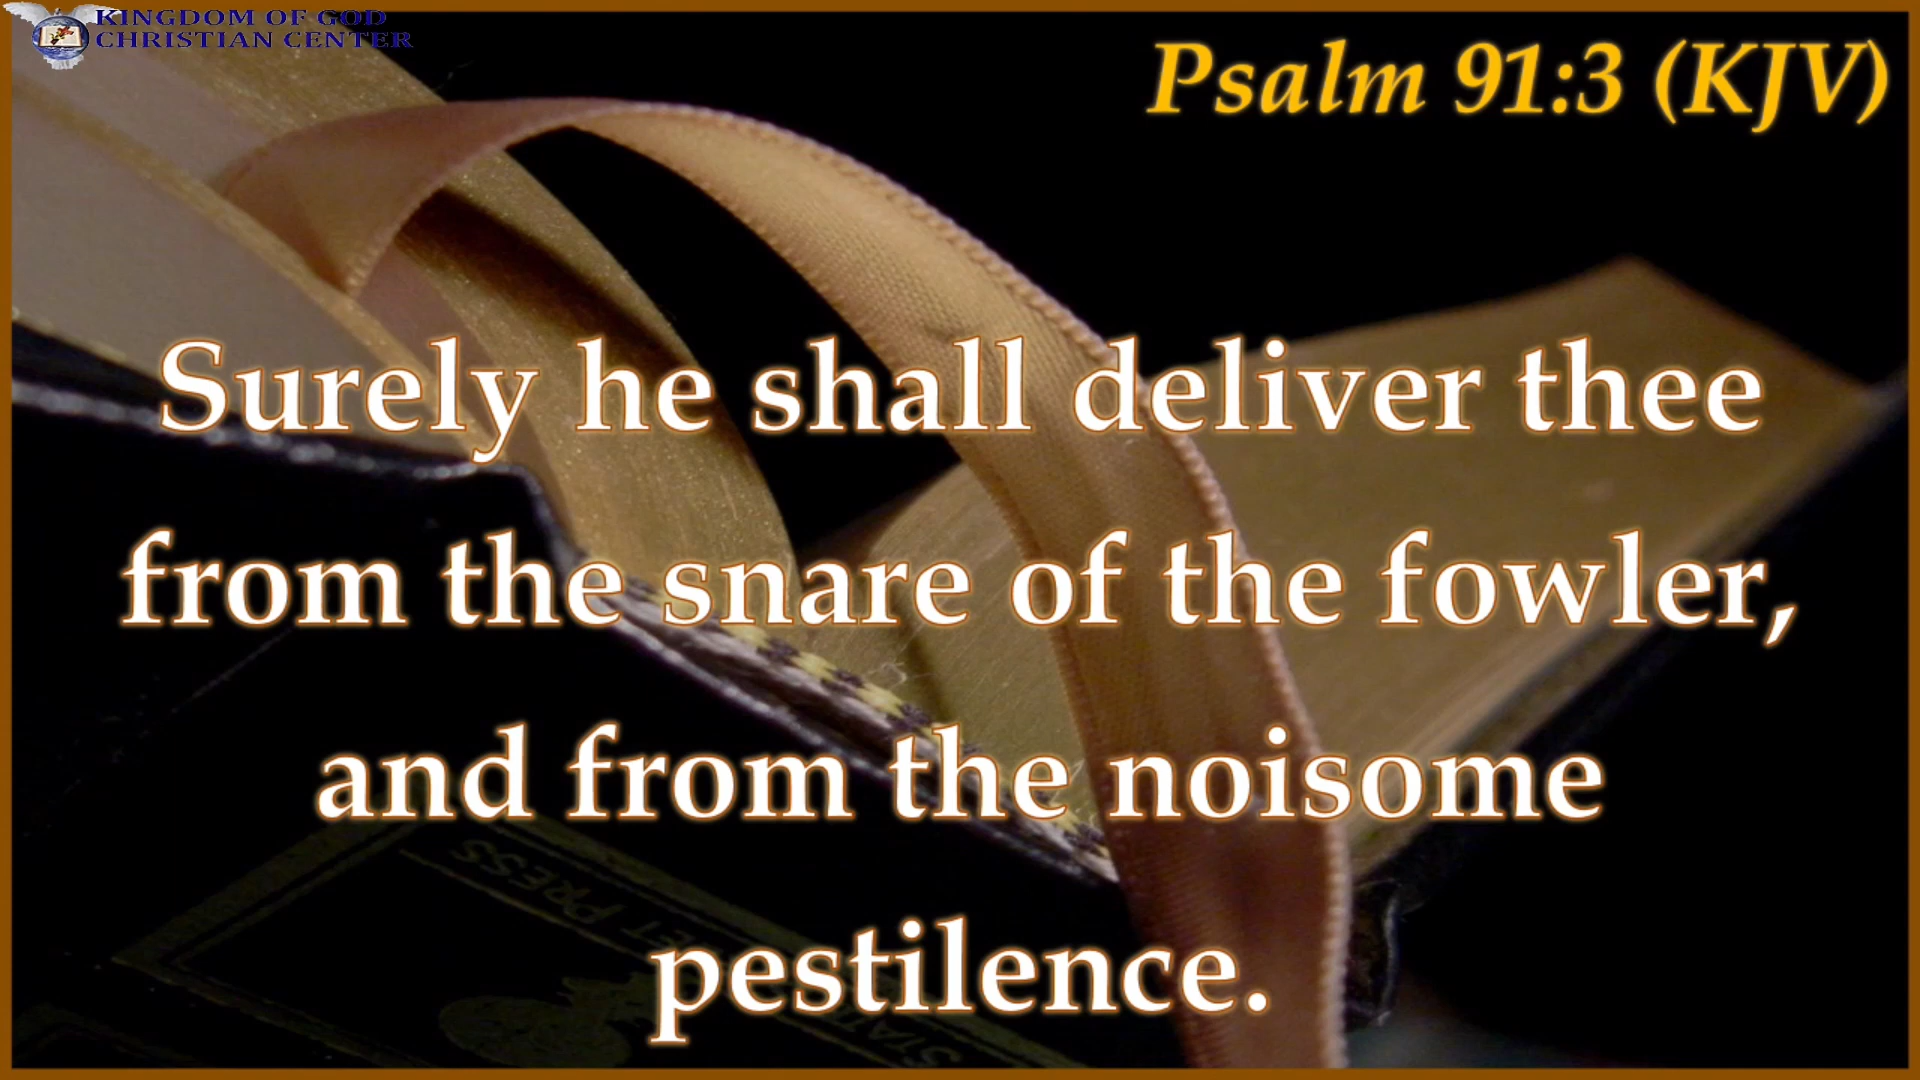 KINGDOM OF GOD
CHRISTIAN CENTER
Psalm 91:3 (KJV)
Surely he shall deliver thee
from the snare of the fowler,
and from the noisome
pestilence.
PRESS